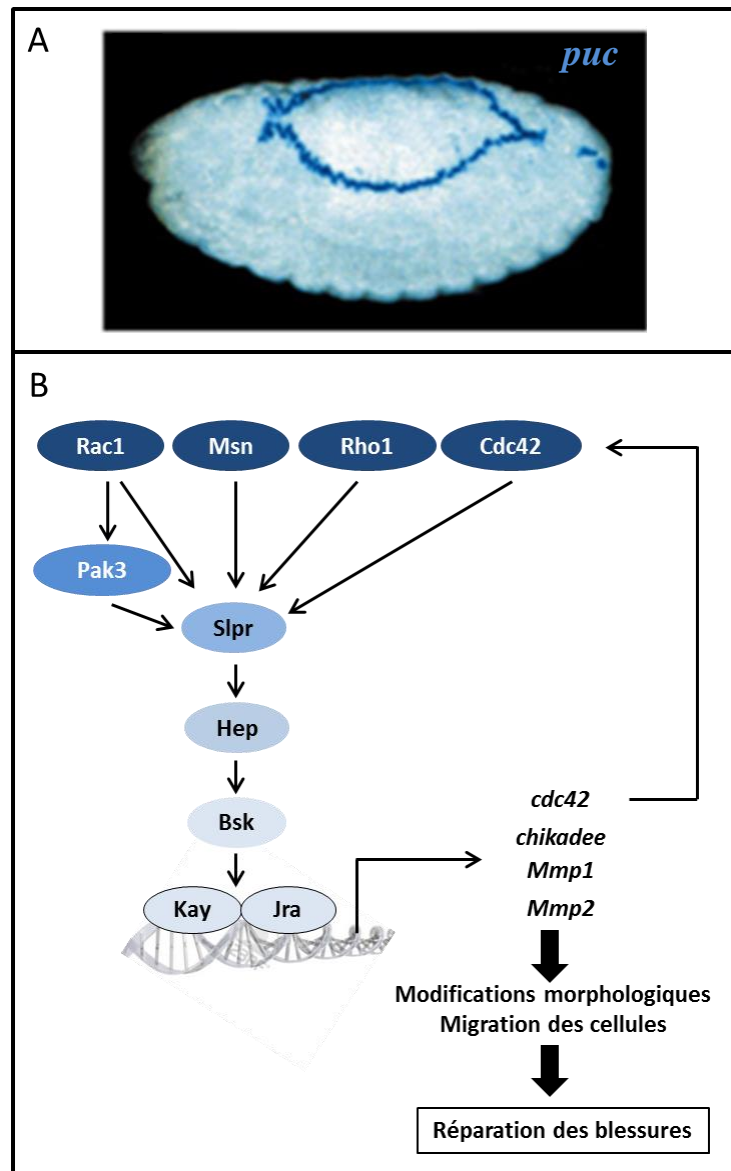 A
puc
B
Rac1
Msn
Rho1
Cdc42
Pak3
Slpr
Hep
Bsk
Kay
Jra
cdc42
chikadee
Mmp1
Mmp2
Modifications morphologiques
Migration des cellules
Réparation des blessures